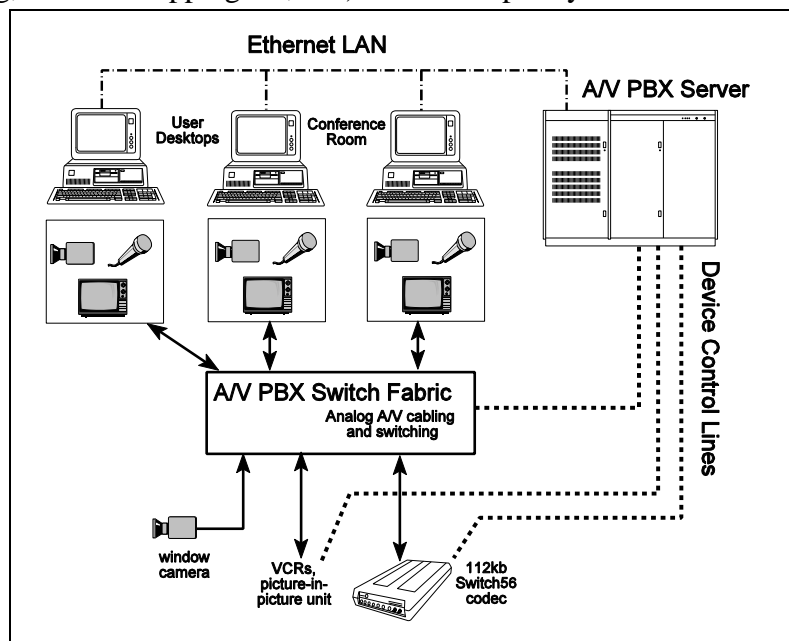 Ethernet LAN
A/V PBX Server
User
Desktops
Conference
Room
Device Control Lines
A/V PBX Switch Fabric
Analog A/V cabling
and switching
window
camera
VCRs,
picture-in-
picture unit
112kb
Switch56
codec